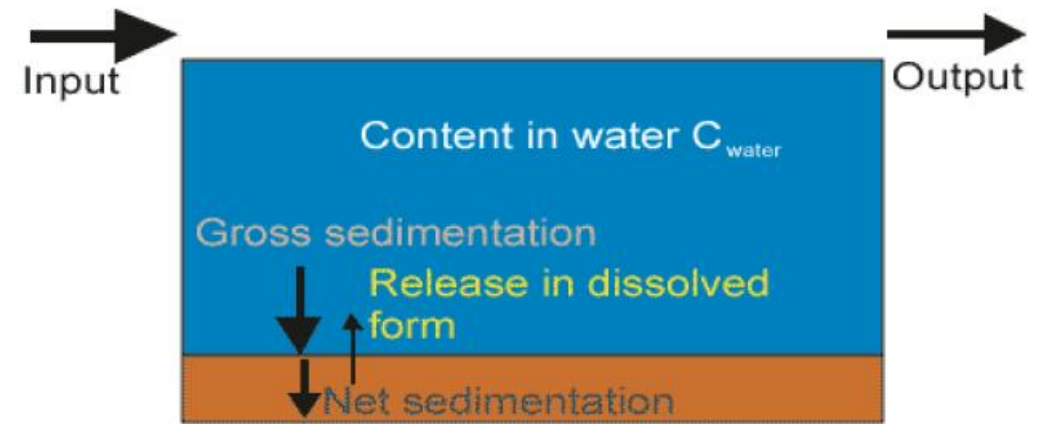 Input
Output
Content in water C water
Gross sedimentation
Release in dissolved
form
Net sedimentation